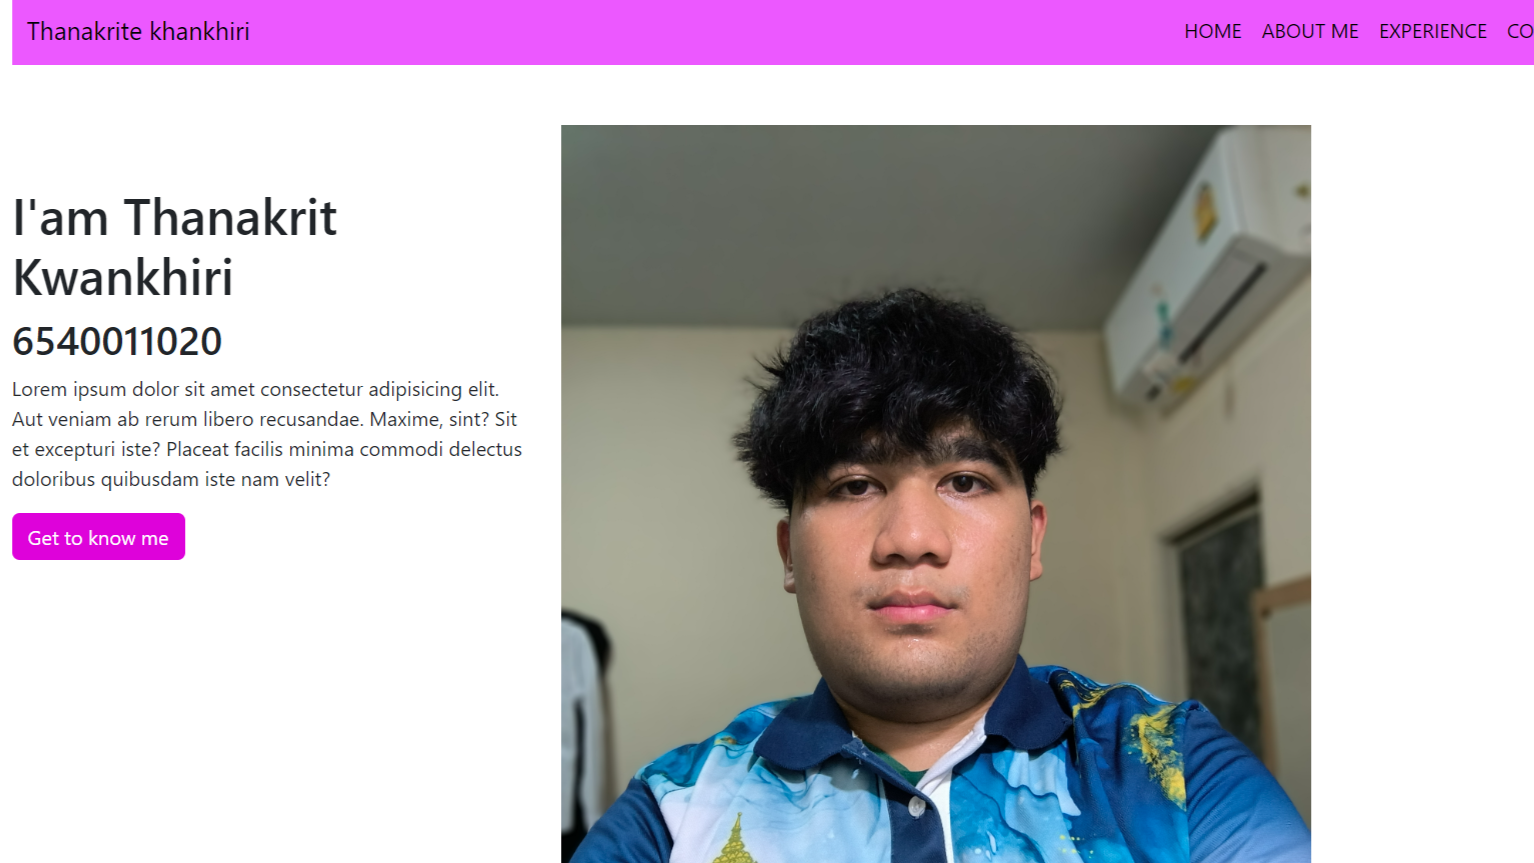 Thanakrite khankhiri
HOME ABOUT ME EXPERIENCE CO
I'am Thanakrit
Kwankhiri
6540011020
Lorem ipsum dolor sit amet consectetur adipisicing elit.
Aut veniam ab rerum libero recusandae. Maxime, sint? Sit
et excepturi iste? Placeat facilis minima commodi delectus
doloribus quibusdam iste nam velit?
Get to know me